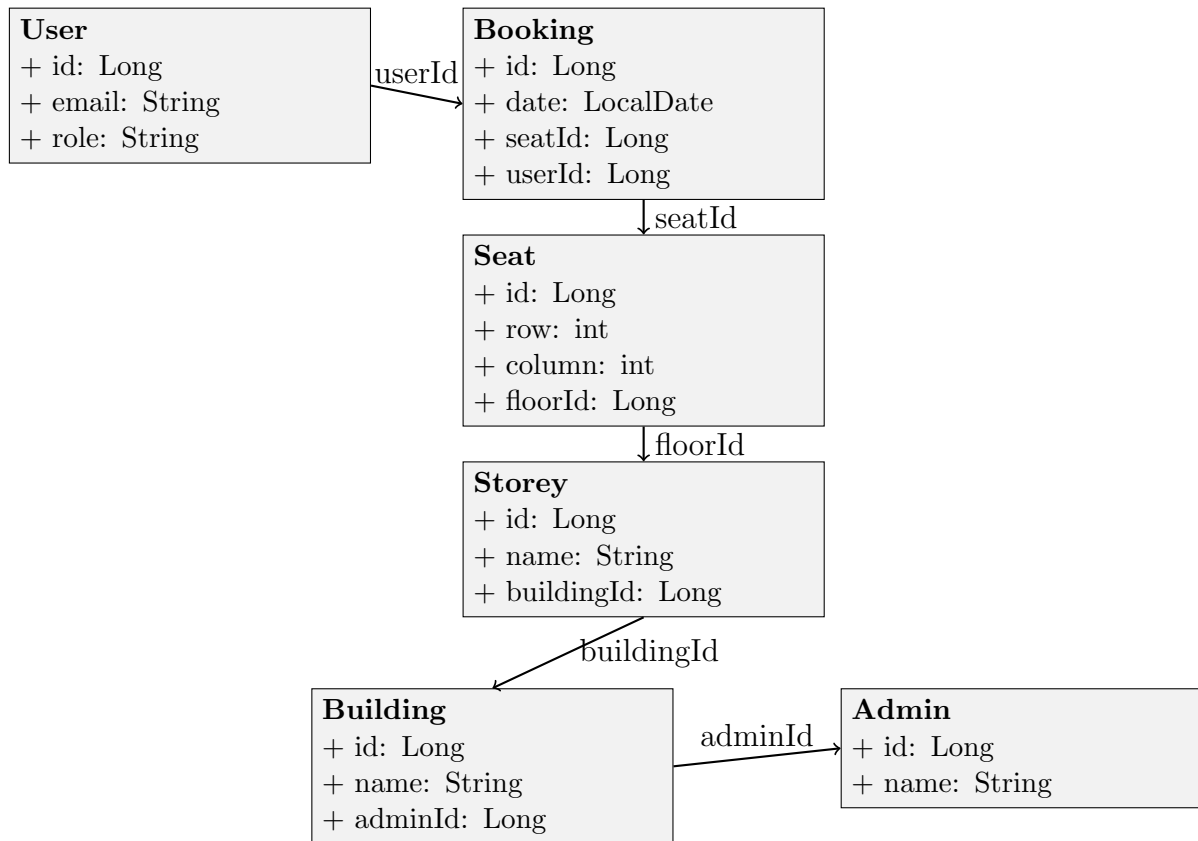 User
+ id: Long
+ email: String
+ role: String
userId
Booking
+ id: Long
+ date: LocalDate
+ seatId: Long
+ userId: Long
seatId
Seat
+ id: Long
+ row: int
+ column: int
+ floorId: Long
floorId
Storey
+ id: Long
+ name: String
+ buildingId: Long
buildingId
Building
+ id: Long
+ name: String
+ adminId: Long
adminId
Admin
+ id: Long
+ name: String